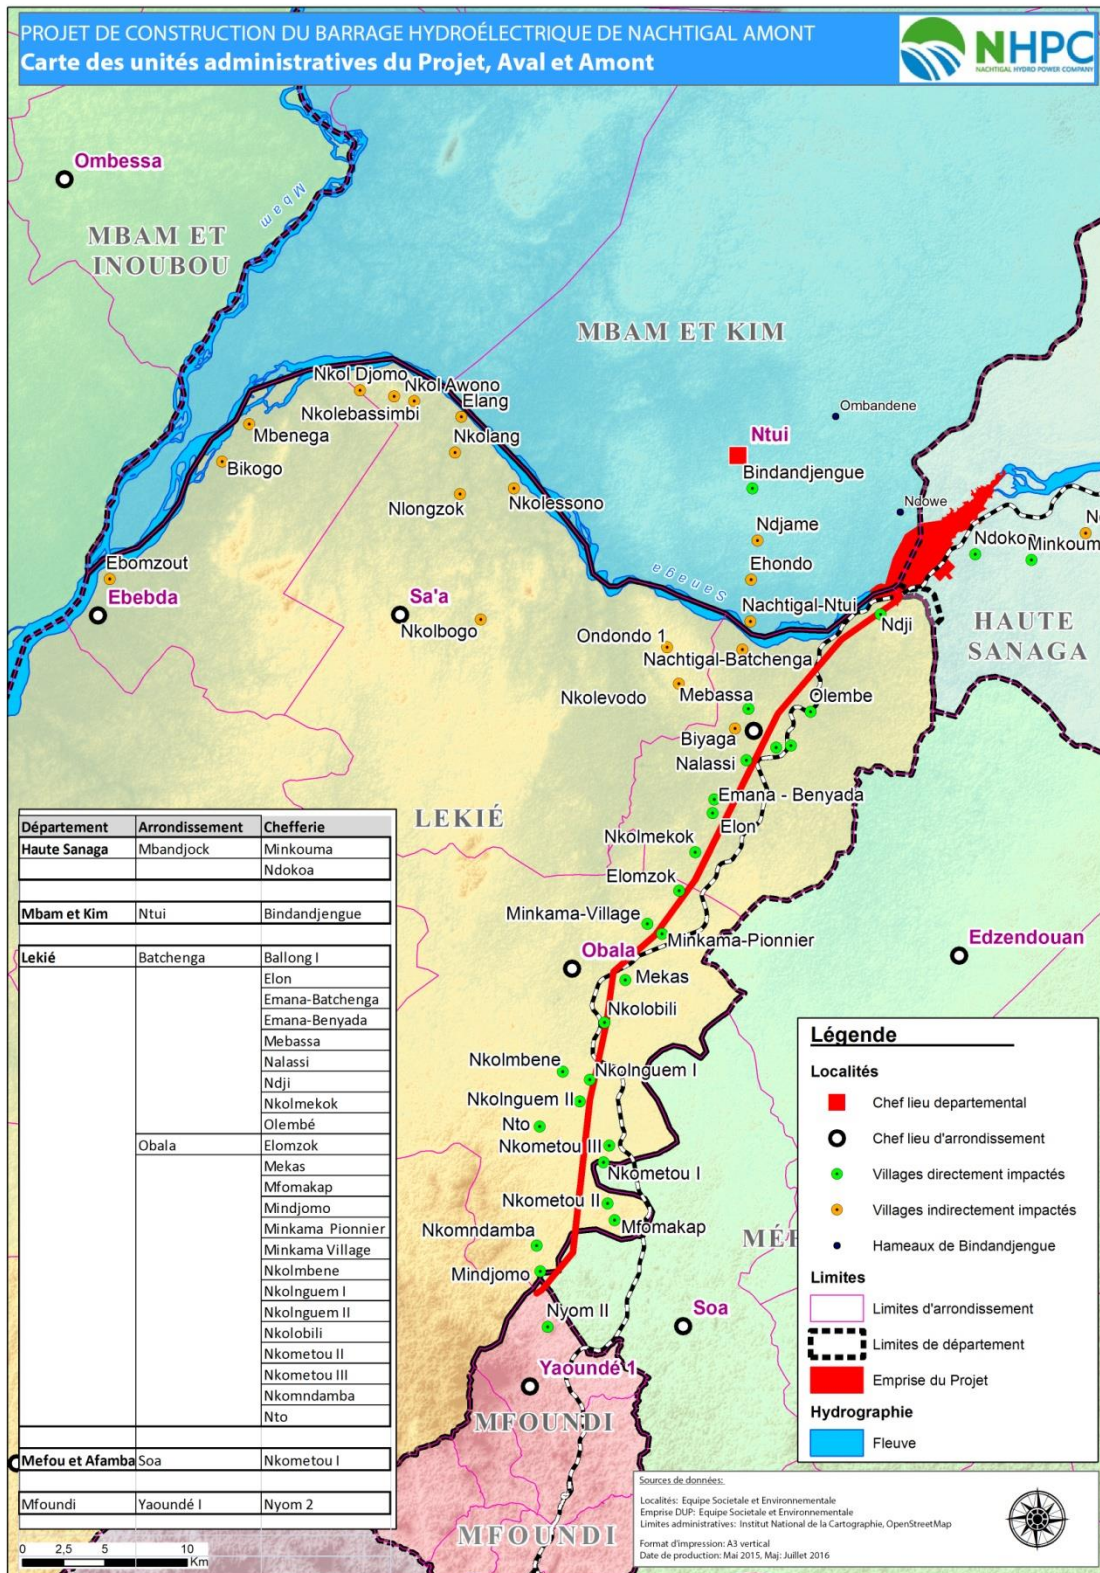 PROJET DE CONSTRUCTION DU BARRAGE HYDROÉLECTRIQUE DE NACHTIGAL AMONT
Carte des unités administratives du Projet, Aval et Amont
NHPC
NACHTIGAL HYDRO POWER COMPANY
Ombessa
Mbam
MBAM ET
INOUBOU
MBAM ET KIM
Nkol Djomo
Nkol Awono
Nkolebassimbi
Elang
Mbenega
Nkolang
Bikogo
Nlongzok
Nkolessono
Ombandene
Ntui
Bindandjengue
Ndowe
Ndjame
Ndokoa
Minkoum
Ehondo
Ebomzout
Ebebda
Sa'a
Nkolbogo
Sanaga
Nachtigal-Ntui
Ndji
HAUTE
SANAGA
Ondondo 1
Nachtigal-Batchenga
Nkolevodo
Mebassa
Olembe
Biyaga
Nalassi
Emana - Benyada
LEKIÉ
Elon
Nkolmekok
Elomzok
Minkama-Village
Minkama-Pionnier
Obala
Mekas
Edzendouan
Nkolobili
Nkolmbene
Nkolnguem I
Nkolnguem II
Nto
Nkometou III
Nkometou I
Nkometou II
Mfomakap
Nkomndamba
Mindjomo
Nyom II
Soa
Yaoundé 1
MFOUNDI
MFOUNDI
Département Arrondissement Chefferie
Haute Sanaga Mbandjock Minkouma
Ndokoa
Mbam et Kim Ntui Bindandjengue
Lekié Batchenga Ballong I
Elon
Emana-Batchenga
Emana-Benyada
Mebassa
Nalassi
Ndji
Nkolmekok
Olembé
Obala Elomzok
Mekas
Mfomakap
Mindjomo
Minkama Pionnier
Minkama Village
Nkolmbene
Nkolnguem I
Nkolnguem II
Nkolobili
Nkometou II
Nkometou III
Nkomndamba
Nto
Mefou et Afamba Soa Nkometou I
Mfoundi Yaoundé I Nyom 2
0 2,5 5 10
Km
Légende
Localités
Chef lieu departemental
Chef lieu d'arrondissement
Villages directement impactés
Villages indirectement impactés
Hameaux de Bindandjengue
Limites
Limites d'arrondissement
Limites de département
Emprise du Projet
Hydrographie
Fleuve
Sources de données:
Localités: Equipe Societale et Environnementale
Emprise DUP: Equipe Societale et Environnementale
Limites administratives: Institut National de la Cartographie, OpenStreetMap
Format d'impression: A3 vertical
Date de production: Mai 2015, Maj: Juillet 2016